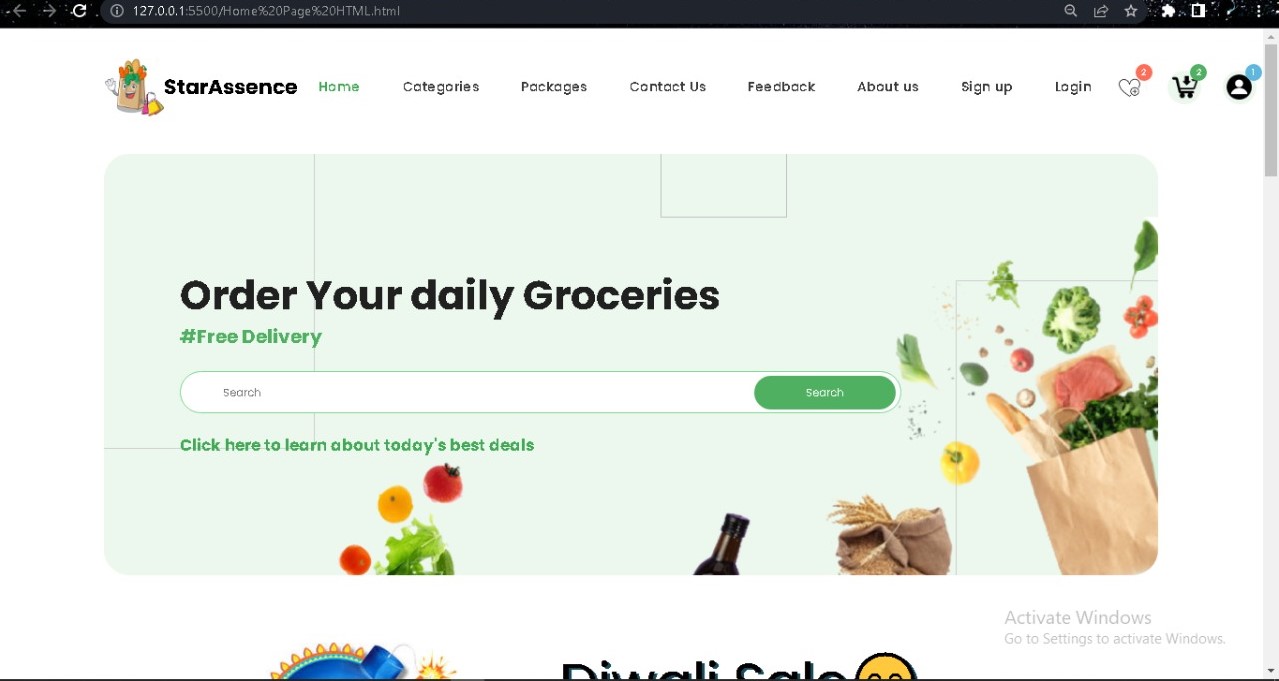 127.0.0.1:5500/Home%20Page%20HTML.html
StarAssence Home Categories Packages Contact Us Feedback About us Sign up Login 2 2 1
Order Your daily Groceries
#Free Delivery
Search Search
Click here to learn about today's best deals
Activate Windows
Go to Settings to activate Windows.
Diwali Sale